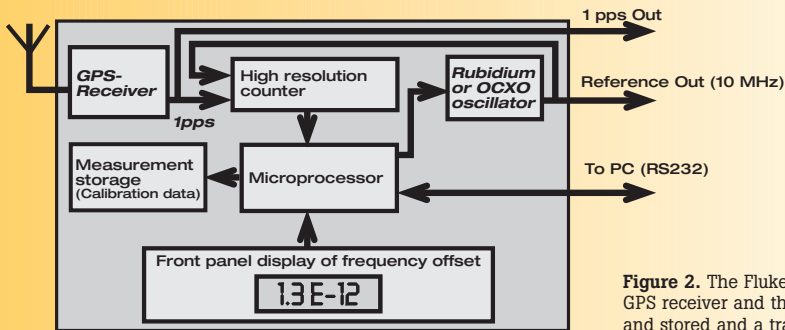 1 pps Out
GPS-
Receiver
High resolution
counter
Rubidium
or OCXO
oscillator
Reference Out (10 MHz)
1pps
Measurement
storage
(Calibration data)
Microprocessor
To PC (RS232)
Front panel display of frequency offset
1.3 E-12
Figure 2. The Fluke
GPS receiver and th
and stored and a tra